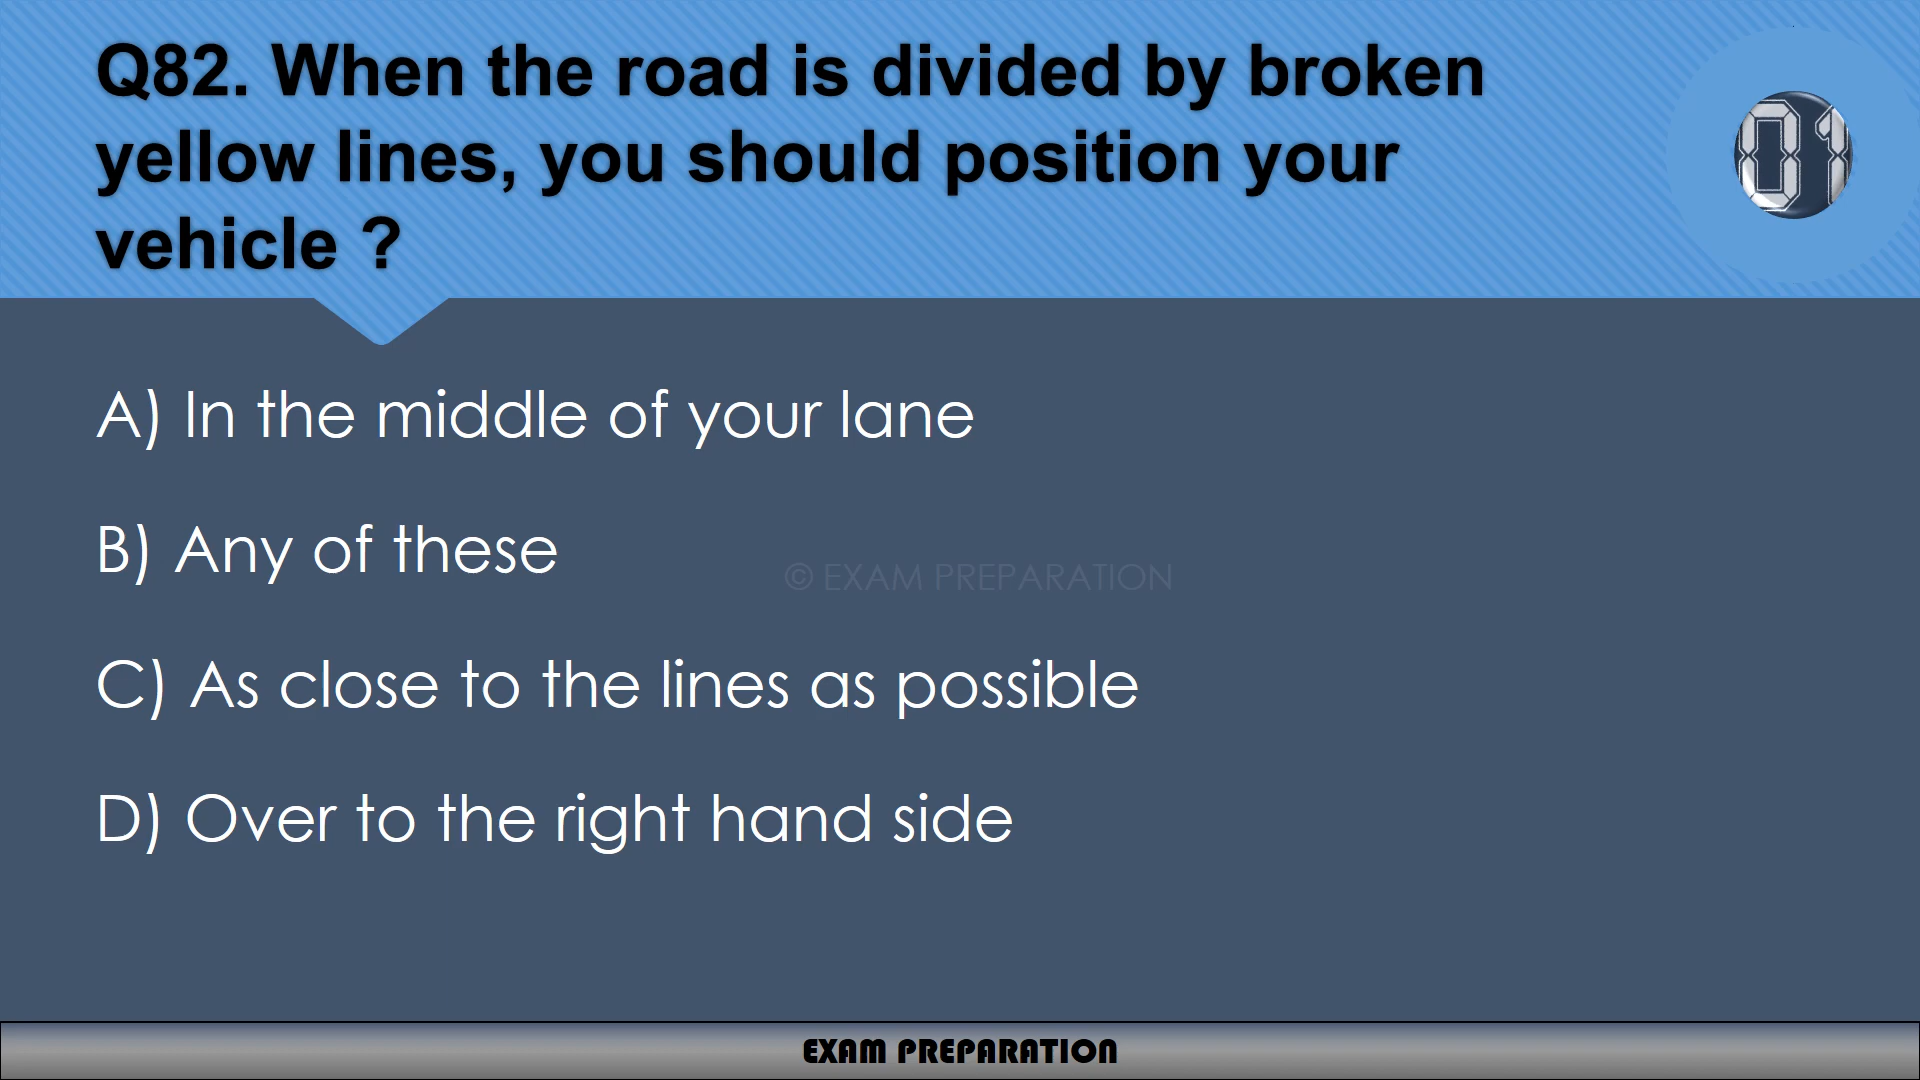 Q82. When the road is divided by broken
yellow lines, you should position your
vehicle ?
01
A) In the middle of your lane
B) Any of these
© EXAM PREPARATION
C) As close to the lines as possible
D) Over to the right hand side
EXAM PREPARATION